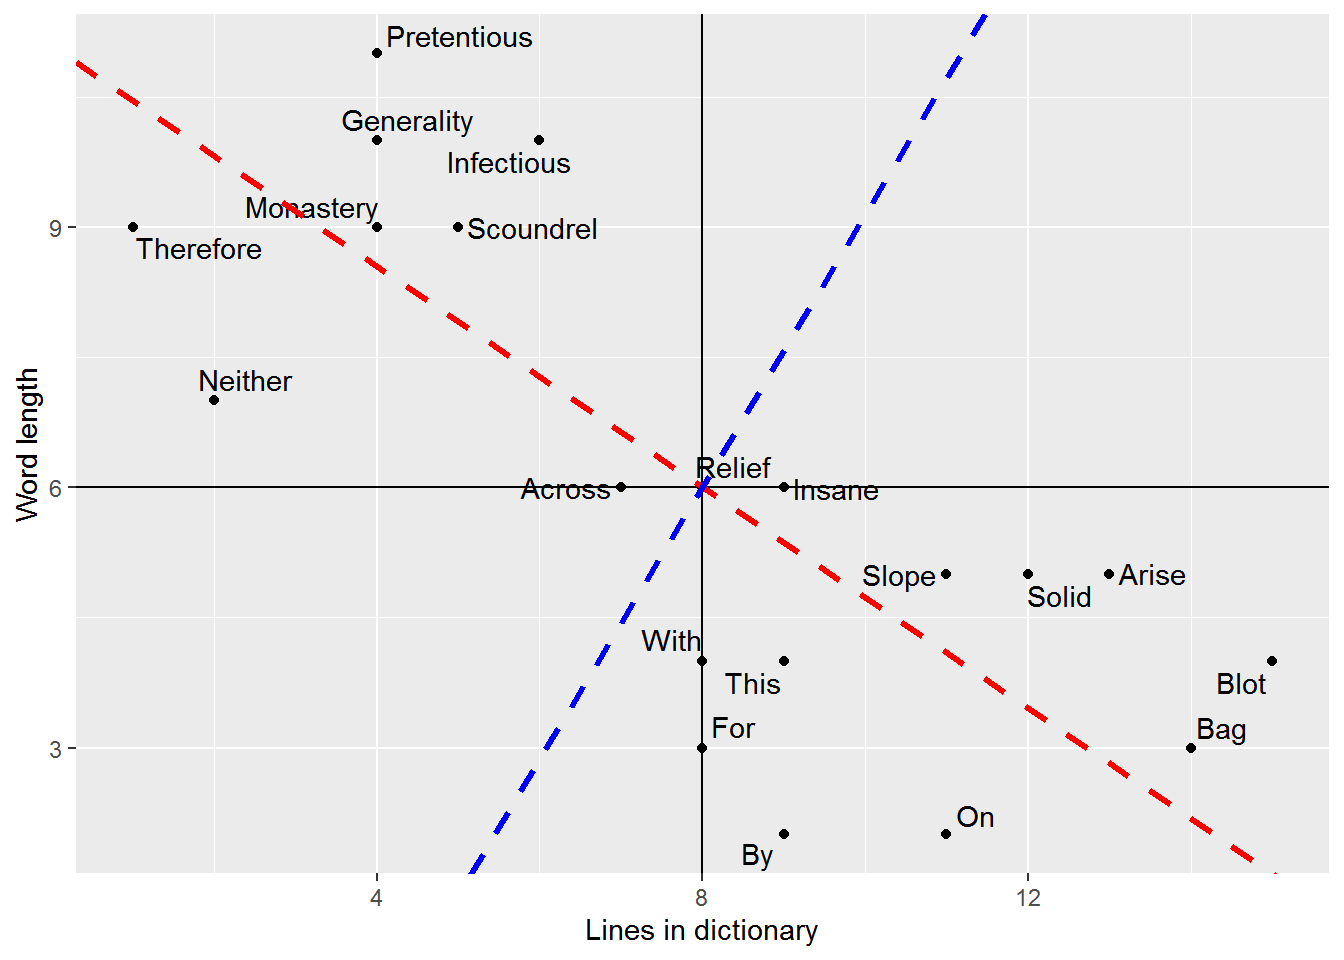 Pretentious
Generality
Infectious
Monastery
Scoundrel
Therefore
Neither
Relief
Across
Insane
Slope
Arise
Solid
With
This
Blot
For
Bag
On
By
9
6
3
4
8
12
Word length
Lines in dictionary